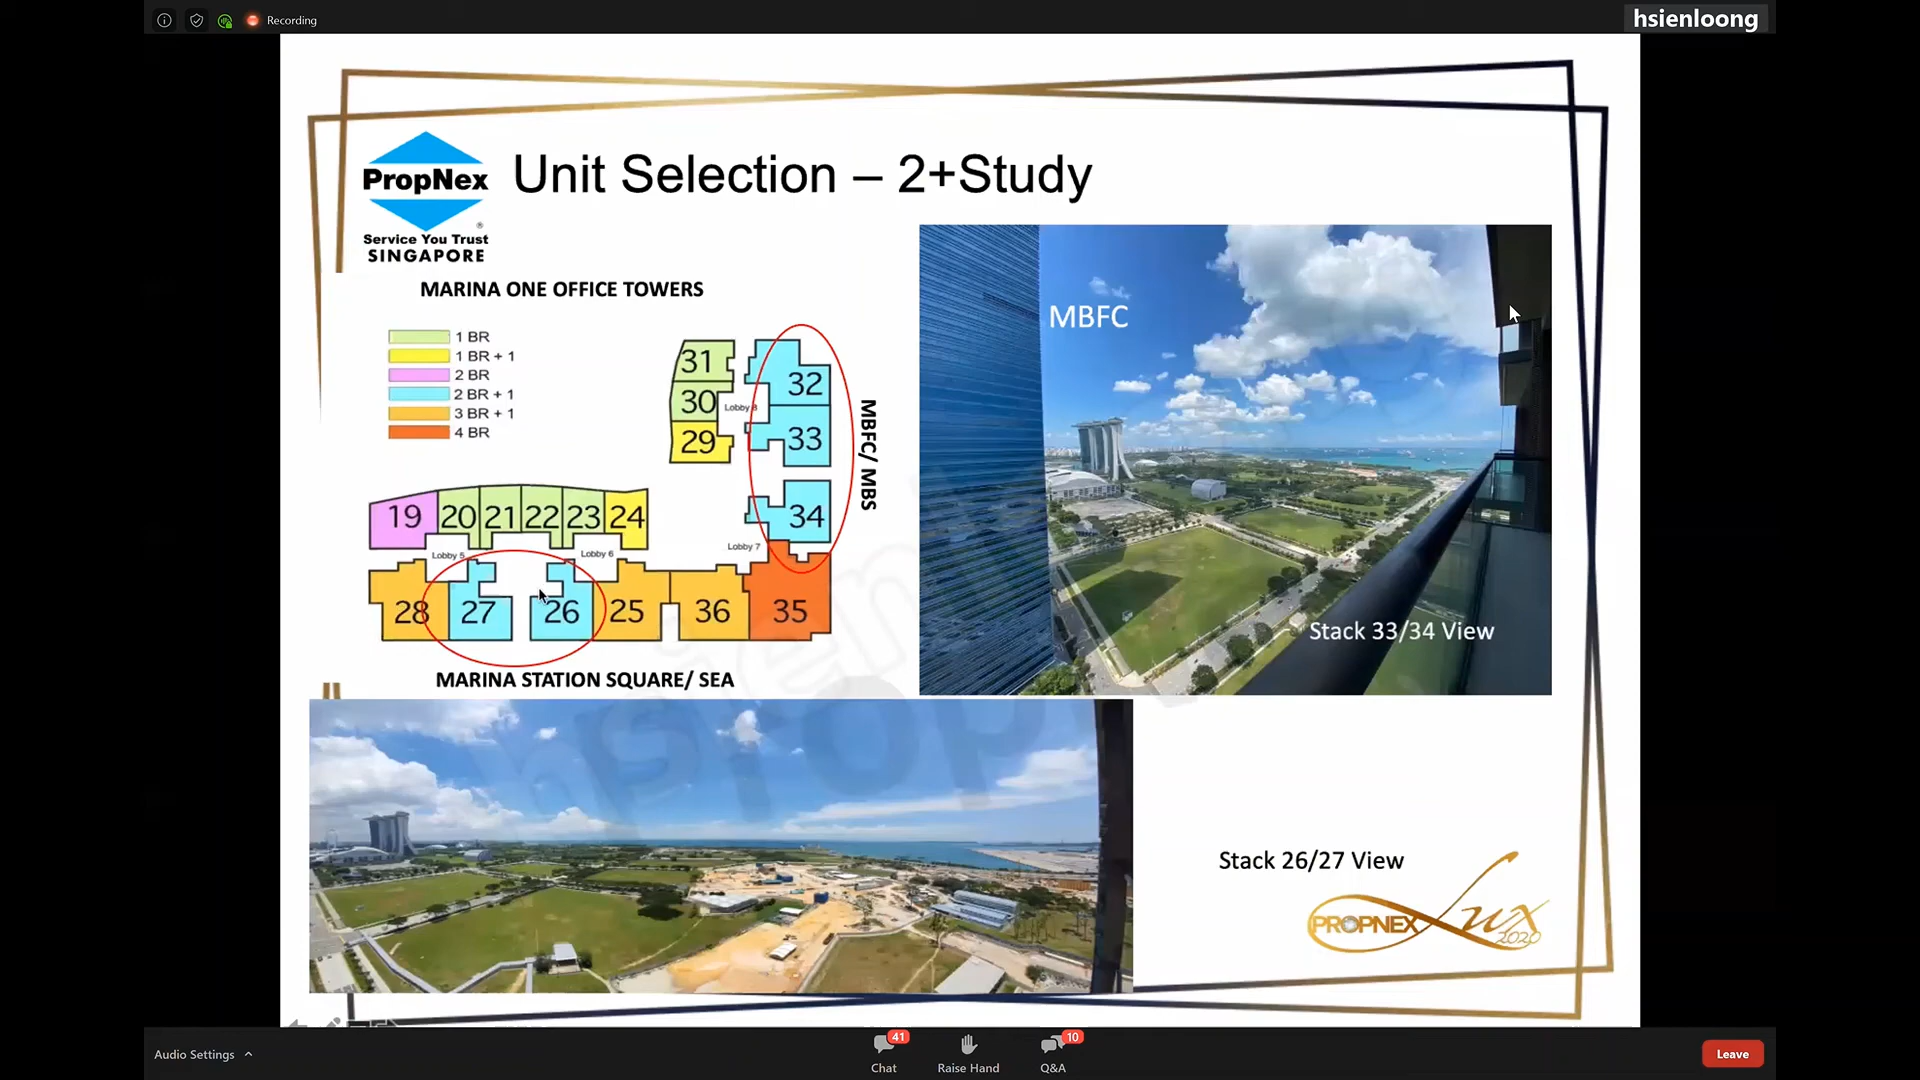 Recording
hsienloong
PropNex
®
Service You Trust
SINGAPORE
Unit Selection – 2+Study
MARINA ONE OFFICE TOWERS
1 BR
1 BR + 1
2 BR
2 BR + 1
3 BR + 1
4 BR
31
30
29
Lobby 8
32
33
34
MBFC/ MBS
19
20
21
22
23
24
Lobby 5
Lobby 6
Lobby 7
28
27
26
25
36
35
MARINA STATION SQUARE/ SEA
MBFC
Stack 33/34 View
Stack 26/27 View
PROPNEX Lux
2020
Audio Settings
41
Chat
Raise Hand
10
Q&A
Leave